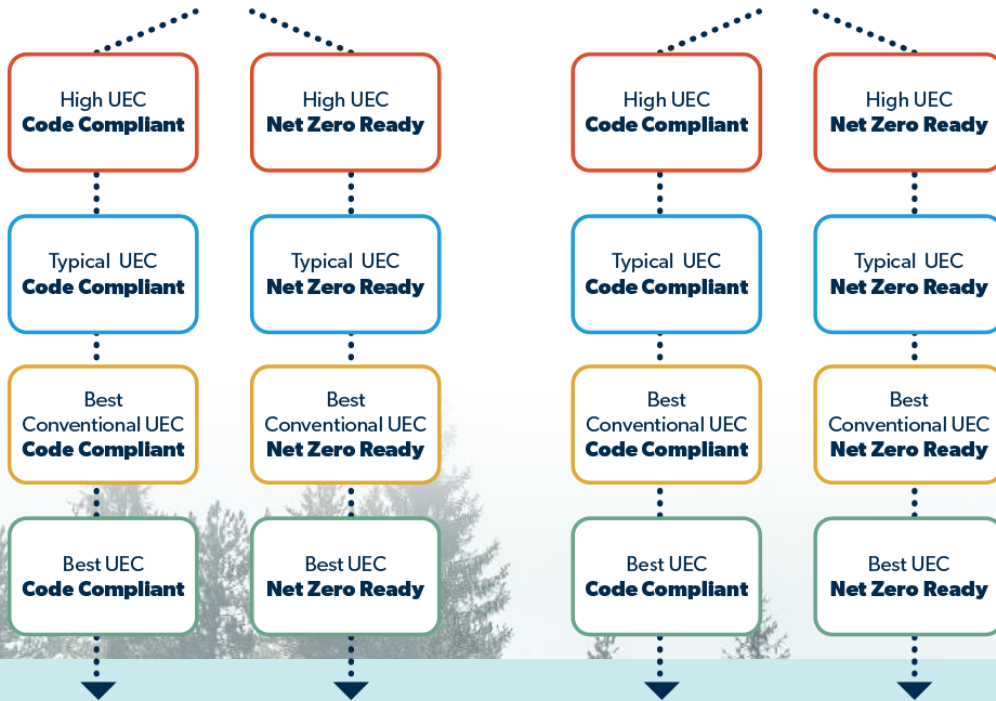 High UEC
Code Compliant
High UEC
Net Zero Ready
High UEC
Code Compliant
High UEC
Net Zero Ready
Typical UEC
Code Compliant
Typical UEC
Net Zero Ready
Typical UEC
Code Compliant
Typical UEC
Net Zero Ready
Best
Conventional UEC
Code Compliant
Best
Conventional UEC
Net Zero Ready
Best
Conventional UEC
Code Compliant
Best
Conventional UEC
Net Zero Ready
Best UEC
Code Compliant
Best UEC
Net Zero Ready
Best UEC
Code Compliant
Best UEC
Net Zero Ready